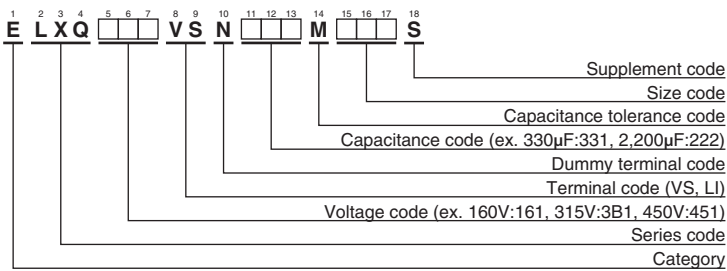 1 2 3 4 5 6 7 8 9 10 11 12 13 14 15 16 17 18
E LXQ VS N M S
Supplement code
Size code
Capacitance tolerance code
Capacitance code (ex. 330µF:331, 2,200µF:222)
Dummy terminal code
Terminal code (VS, LI)
Voltage code (ex. 160V:161, 315V:3B1, 450V:451)
Series code
Category